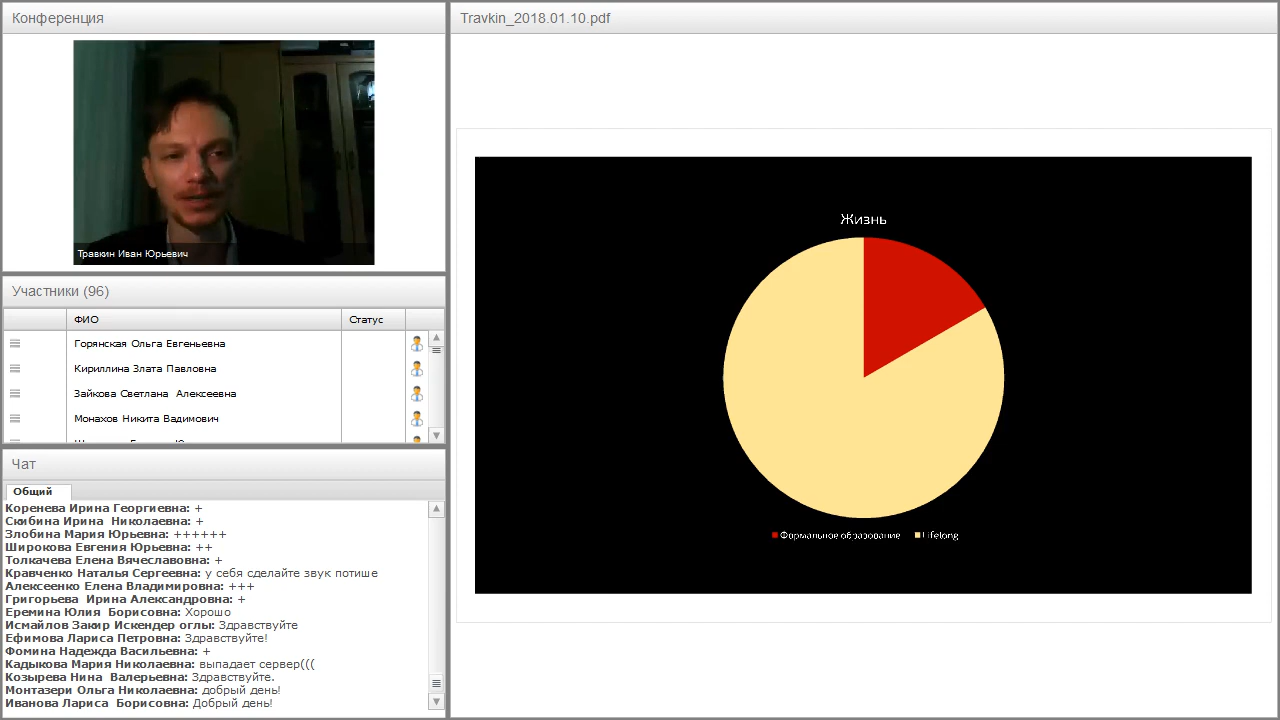 Конференция
Травкин Иван Юрьевич
Участники (96)
ФИО Статус
Горянская Ольга Евгеньевна
Кириллина Злата Павловна
Зайкова Светлана Алексеевна
Монахов Никита Вадимович
Чат
Общий
Коренева Ирина Георгиевна: +
Скибина Ирина Николаевна: +
Злобина Мария Юрьевна: ++++++
Широкова Евгения Юрьевна: ++
Толкачева Елена Вячеславовна: +
Кравченко Наталья Сергеевна: у себя сделайте звук потише
Алексеенко Елена Владимировна: +++
Григорьева Ирина Александровна: +
Еремина Юлия Борисовна: Хорошо
Исмайлов Закир Искендер оглы: Здравствуйте
Ефимова Лариса Петровна: Здравствуйте!
Фомина Надежда Васильевна: +
Кадыкова Мария Николаевна: выпадает сервер(((
Козырева Нина Валерьевна: Здравствуйте.
Монтазери Ольга Николаевна: добрый день!
Иванова Лариса Борисовна: Добрый день!
Travkin_2018.01.10.pdf
Жизнь
Формальное образование Lifelong